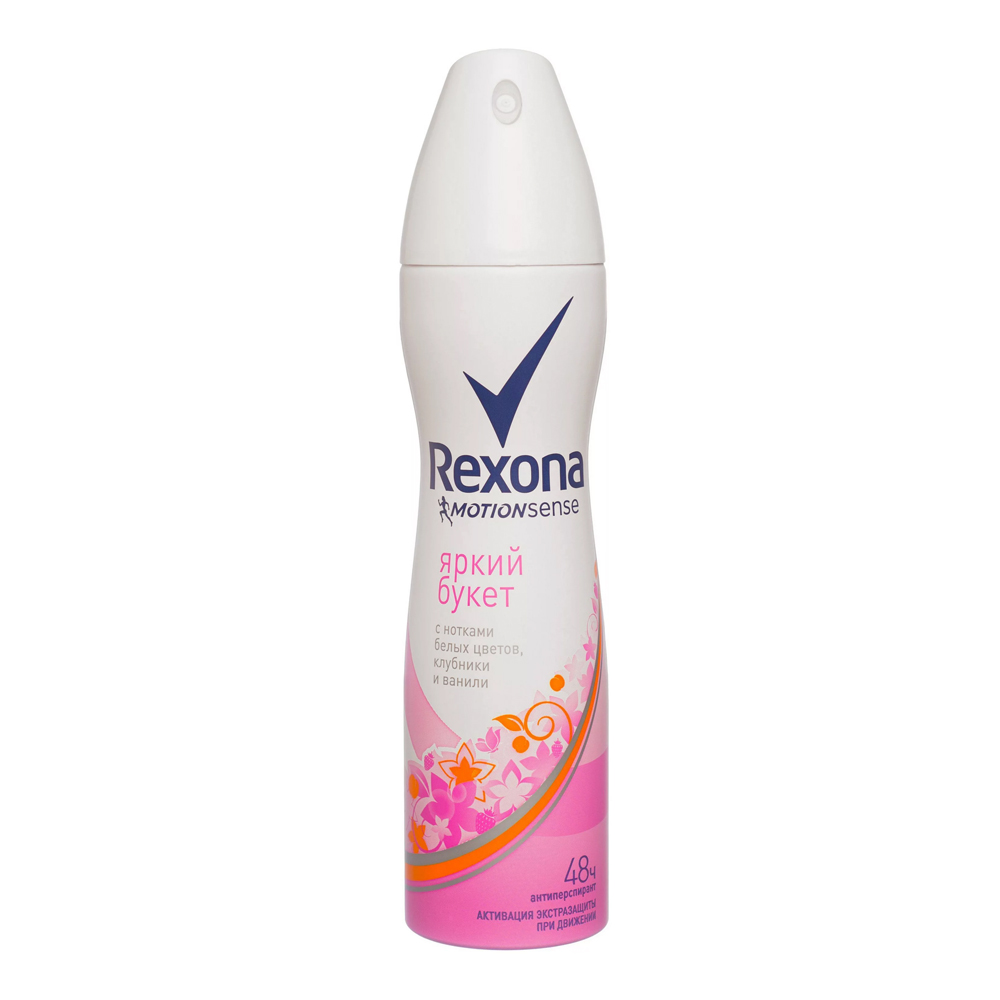 Rexona
MOTIONsense
яркий
букет
с нотками
белых цветов,
клубники
и ванили
48ч
антиперспирант
АКТИВАЦИЯ ЭКСТРАЗАЩИТЫ
ПРИ ДВИЖЕНИИ